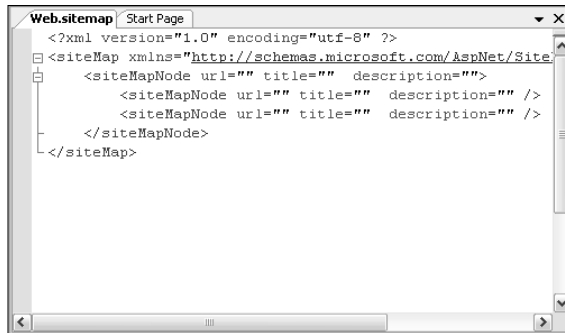 Web.sitemap Start Page
<?xml version="1.0" encoding="utf-8" ?>
<siteMap xmlns="http://schemas.microsoft.com/AspNet/Site
<siteMapNode url="" title=""  description="">
<siteMapNode url="" title=""  description="" />
<siteMapNode url="" title=""  description="" />
</siteMapNode>
</siteMap>